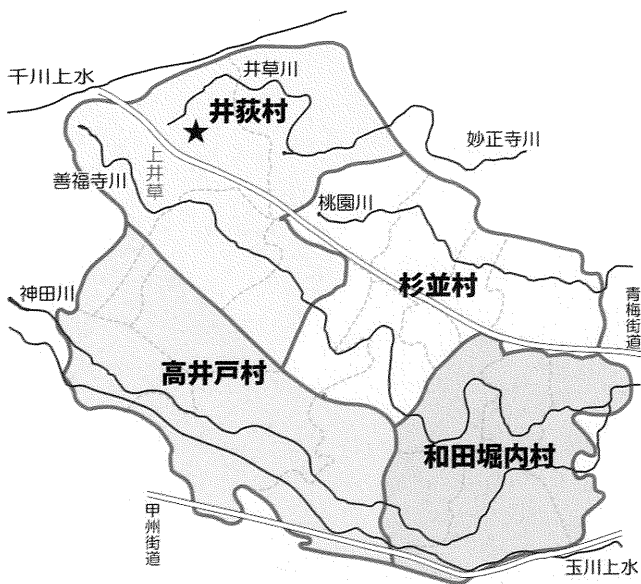 千川上水
井草川
井荻村
妙正寺川
上井草
善福寺川
桃園川
神田川
杉並村
青梅街道
高井戸村
和田堀内村
甲州街道
玉川上水